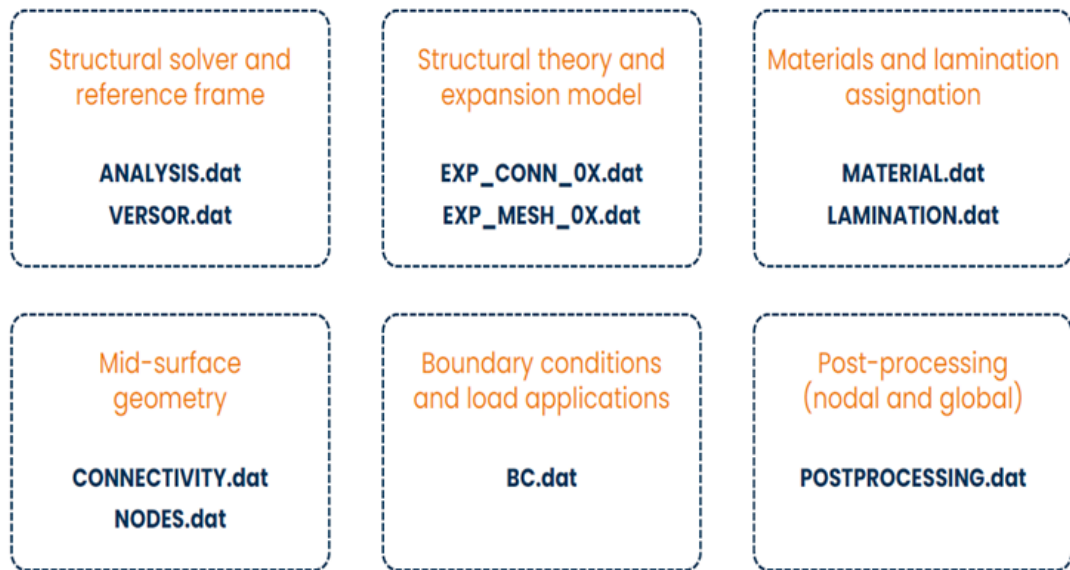 Structural solver and
reference frame
ANALYSIS.dat
VERSOR.dat
Structural theory and
expansion model
EXP_CONN_0X.dat
EXP_MESH_0X.dat
Materials and lamination
assignation
MATERIAL.dat
LAMINATION.dat
Mid-surface
geometry
CONNECTIVITY.dat
NODES.dat
Boundary conditions
and load applications
BC.dat
Post-processing
(nodal and global)
POSTPROCESSING.dat